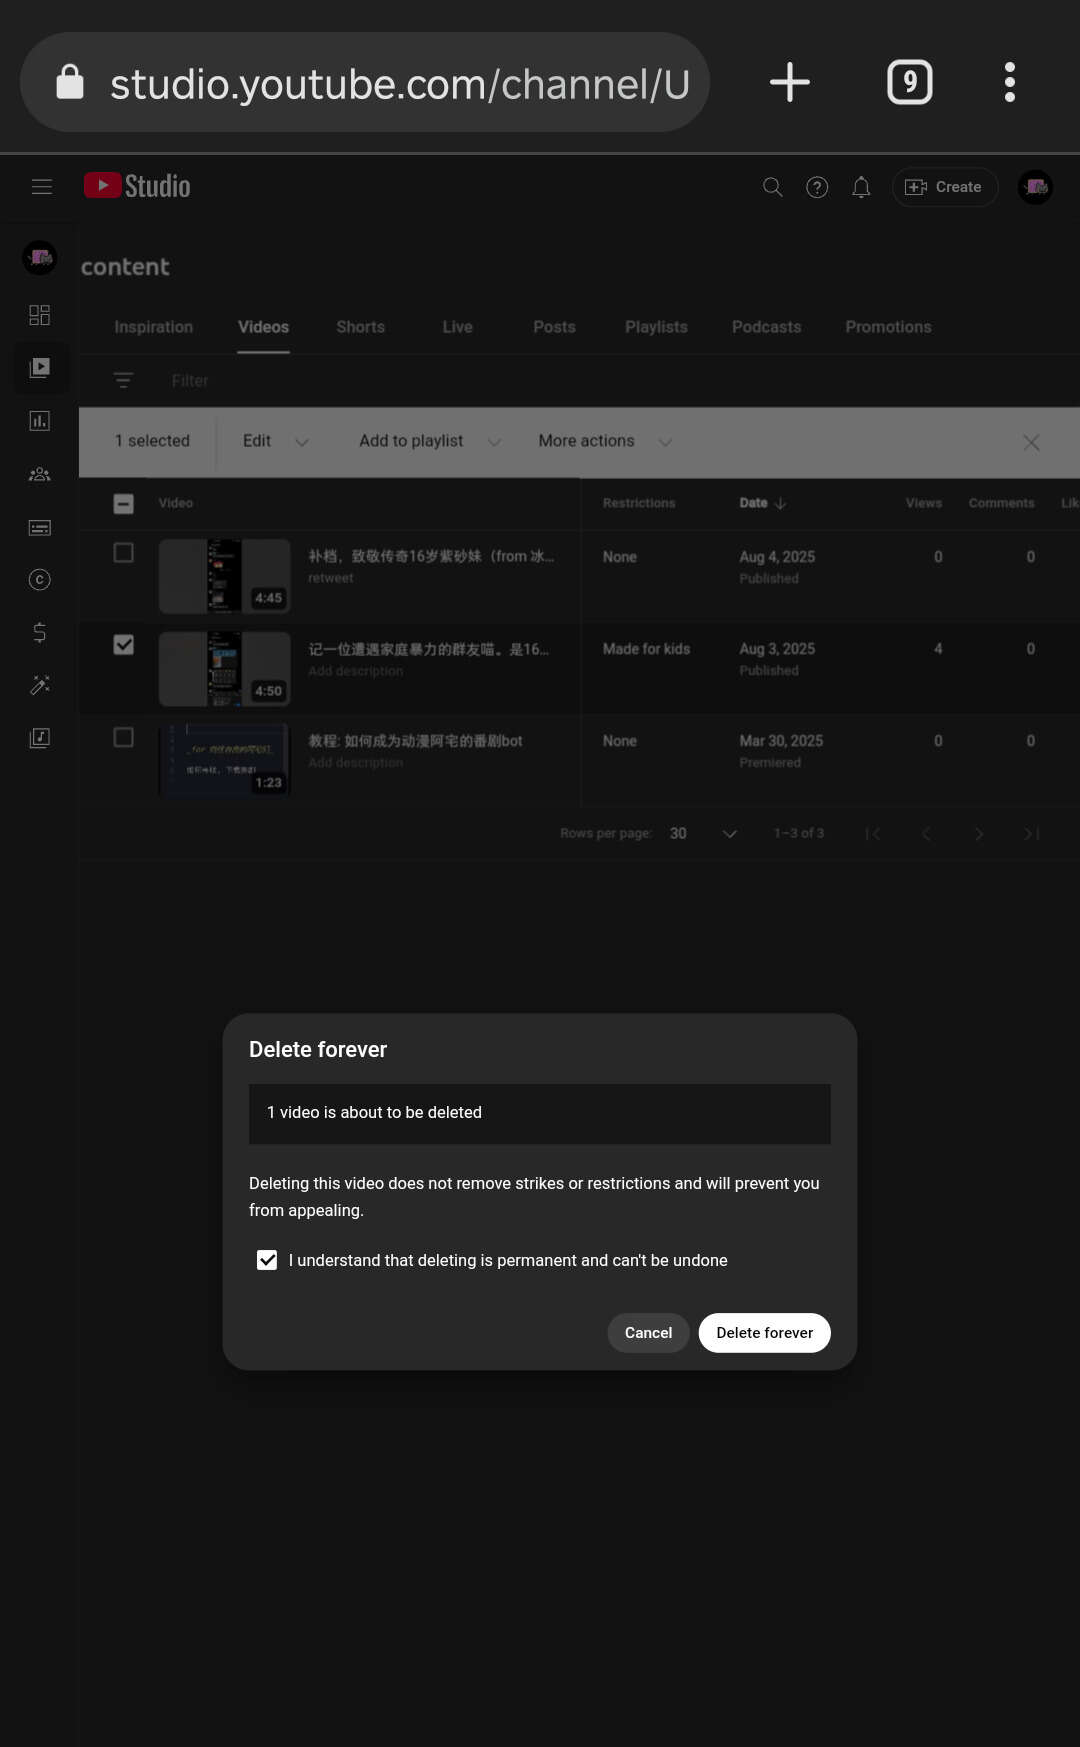 studio.youtube.com/channel/U
9
Studio
Create
content
Inspiration Videos Shorts Live Posts Playlists Podcasts Promotions
Filter
1 selected Edit Add to playlist More actions
Video Restrictions Date Views Comments Lik
补档，致敬传奇16岁紫砂妹（from 冰... None Aug 4, 2025 0 0
retweet Published
4:45
记一位遭遇家庭暴力的群友喵。是16... Made for kids Aug 3, 2025 4 0
Add description Published
4:50
教程: 如何成为动漫阿宅的番剧bot None Mar 30, 2025 0 0
Add description Premiered
1:23
Rows per page: 30 1–3 of 3
Delete forever
1 video is about to be deleted
Deleting this video does not remove strikes or restrictions and will prevent you
from appealing.
I understand that deleting is permanent and can't be undone
Cancel Delete forever